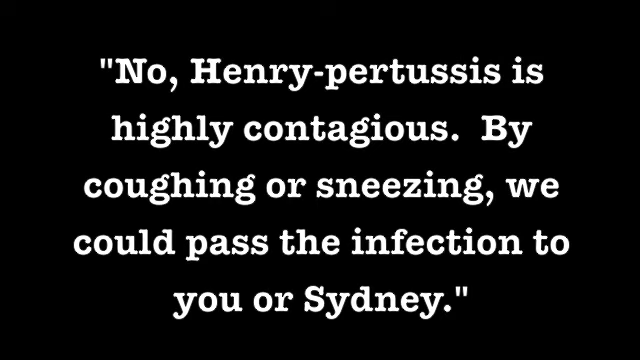 "No, Henry-pertussis is
highly contagious.  By
coughing or sneezing, we
could pass the infection to
you or Sydney."